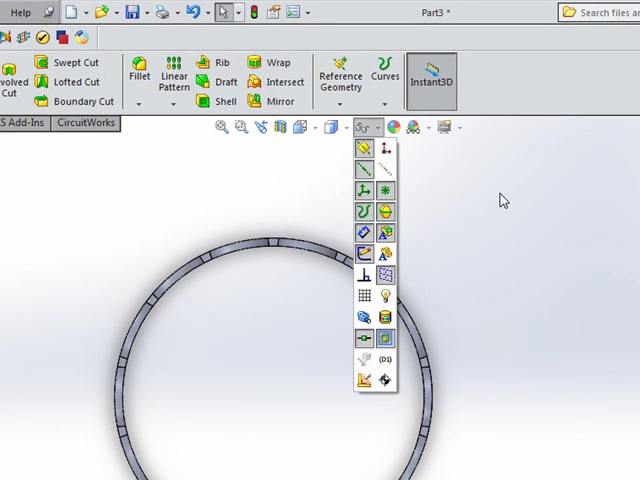 Help
Part3 *
Search files an
Swept Cut
Lofted Cut
Boundary Cut
volved
Cut
Fillet
Linear
Pattern
Rib
Draft
Shell
Wrap
Intersect
Mirror
Reference
Geometry
Curves
Instant3D
S Add-Ins
CircuitWorks
(D1)